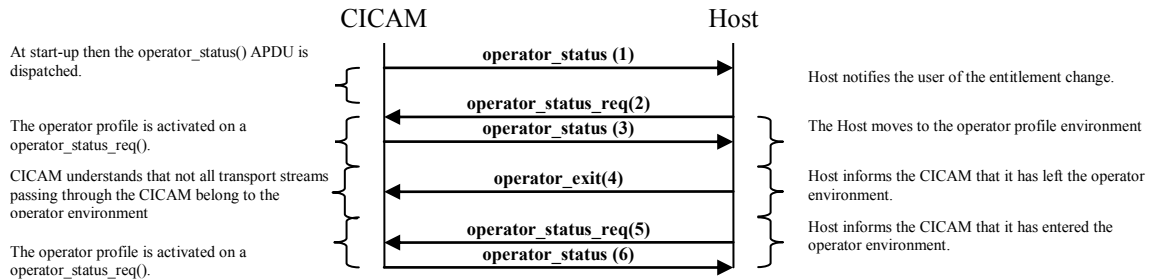 CICAM Host
At start-up then the operator_status() APDU is
dispatched.
operator_status (1)
Host notifies the user of the entitlement change.
operator_status_req(2)
The operator profile is activated on a
operator_status_req().
operator_status (3)
The Host moves to the operator profile environment
CICAM understands that not all transport streams
passing through the CICAM belong to the
operator environment
operator_exit(4)
Host informs the CICAM that it has left the operator
environment.
operator_status_req(5)
Host informs the CICAM that it has entered the
operator environment.
The operator profile is activated on a
operator_status_req().
operator_status (6)